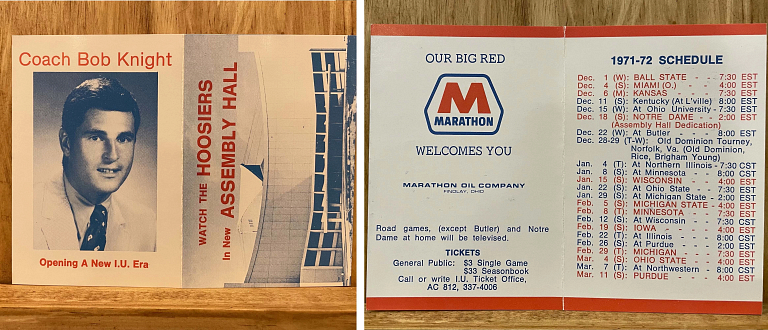 Coach Bob Knight
Opening A New I.U. Era
WATCH THE HOOSIERS
In New ASSEMBLY HALL
OUR BIG RED
M
MARATHON
WELCOMES YOU
MARATHON OIL COMPANY
FINDLAY, OHIO
Road games, (except Butler) and Notre
Dame at home will be televised.
TICKETS
General Public: $3 Single Game
$33 Seasonbook
Call or write I.U. Ticket Office,
AC 812, 337-4006
1971-72 SCHEDULE
Dec. 1 (W): BALL STATE - - 7:30 EST
Dec. 4 (S): MIAMI (O.) - - 4:00 EST
Dec. 6 (M): KANSAS - - 7:30 EST
Dec. 11 (S): Kentucky (At L'ville) 8:00 EST
Dec. 15 (W): At Ohio University - 7:30 EST
Dec. 18 (S): NOTRE DAME - - 2:00 EST
(Assembly Hall Dedication)
Dec. 22 (W): At Butler - - 8:00 EST
Dec. 28-29 (T-W): Old Dominion Tourney,
Norfolk, Va. (Old Dominion,
Rice, Brigham Young)
Jan. 4 (T): At Northern Illinois - 7:30 CST
Jan. 8 (S): At Minnesota - - 8:00 CST
Jan. 15 (S): WISCONSIN - - 4:00 EST
Jan. 22 (S): At Ohio State - - 7:30 EST
Jan. 29 (S): At Michigan State - 2:00 EST
Feb. 5 (S): MICHIGAN STATE - 4:00 EST
Feb. 8 (T): MINNESOTA - - 7:30 EST
Feb. 12 (S): At Wisconsin - - 7:30 CST
Feb. 19 (S): IOWA - - 4:00 EST
Feb. 22 (T): At Illinois - - 8:00 CST
Feb. 26 (S): At Purdue - - 2:00 EST
Feb. 29 (T): MICHIGAN - - 7:30 EST
Mar. 4 (S): OHIO STATE - - 4:00 EST
Mar. 7 (T): At Northwestern - 8:00 CST
Mar. 11 (S): PURDUE - - 4:00 EST